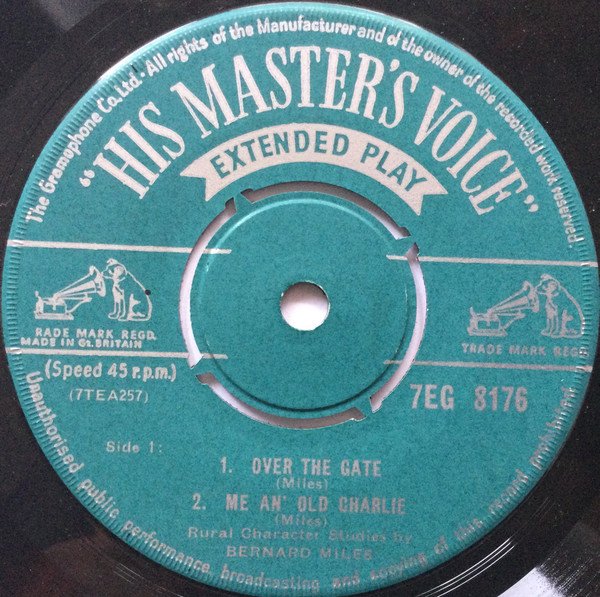 The Gramophone Co. Ltd. · All rights of the Manufacturer and of the owner of the recorded work reserved.
"HIS MASTER'S VOICE"
EXTENDED PLAY
RADE MARK REGD.
MADE IN Gt. BRITAIN
TRADE MARK REGD
(Speed 45 r.p.m.)
(7TEA257)
7EG 8176
Side 1:
1. OVER THE GATE
(Miles)
2. ME AN' OLD CHARLIE
(Miles)
Rural Character Studies by
BERNARD MILES
Unauthorised public performance, broadcasting and copying of this record prohibited